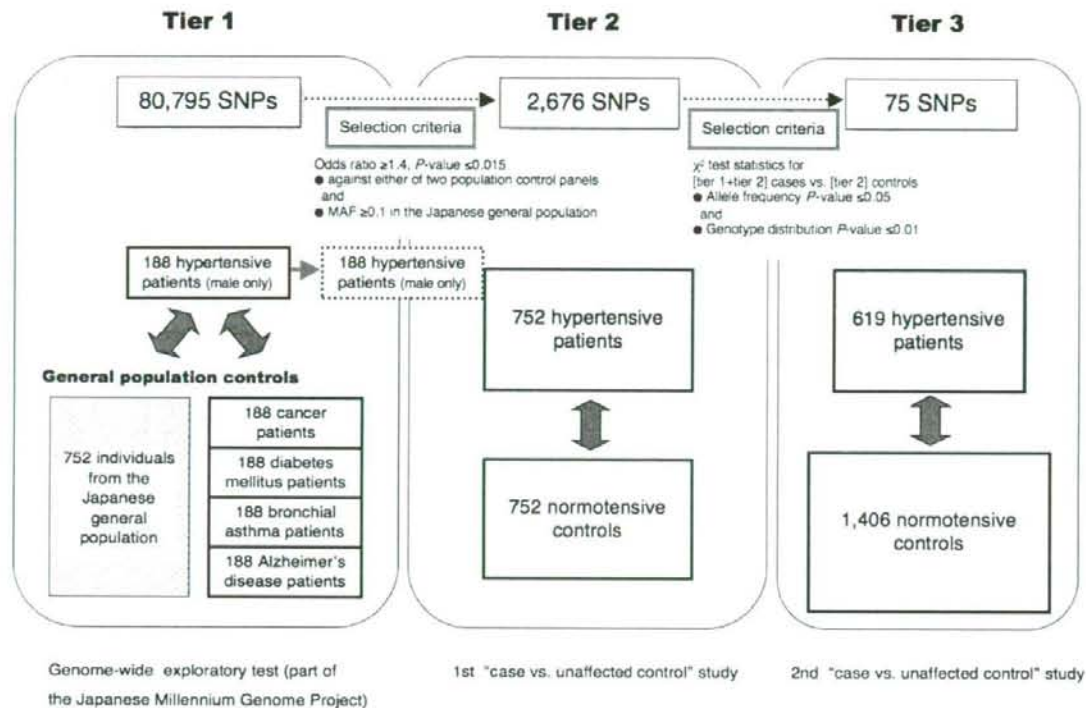 Tier 1
Tier 2
Tier 3
80,795 SNPs
2,676 SNPs
75 SNPs
Selection criteria
Selection criteria
Odds ratio ≥1.4, P-value ≤0.015
● against either of two population control panels
and
● MAF ≥0.1 in the Japanese general population
χ² test statistics for
[tier 1+tier 2] cases vs. [tier 2] controls
● Allele frequency P-value ≤0.05
and
● Genotype distribution P-value ≤0.01
188 hypertensive
patients (male only)
188 hypertensive
patients (male only)
752 hypertensive
patients
619 hypertensive
patients
General population controls
752 individuals
from the
Japanese
general
population
188 cancer
patients
188 diabetes
mellitus patients
188 bronchial
asthma patients
188 Alzheimer's
disease patients
752 normotensive
controls
1,406 normotensive
controls
Genome-wide exploratory test (part of
the Japanese Millennium Genome Project)
1st "case vs. unaffected control" study
2nd "case vs. unaffected control" study